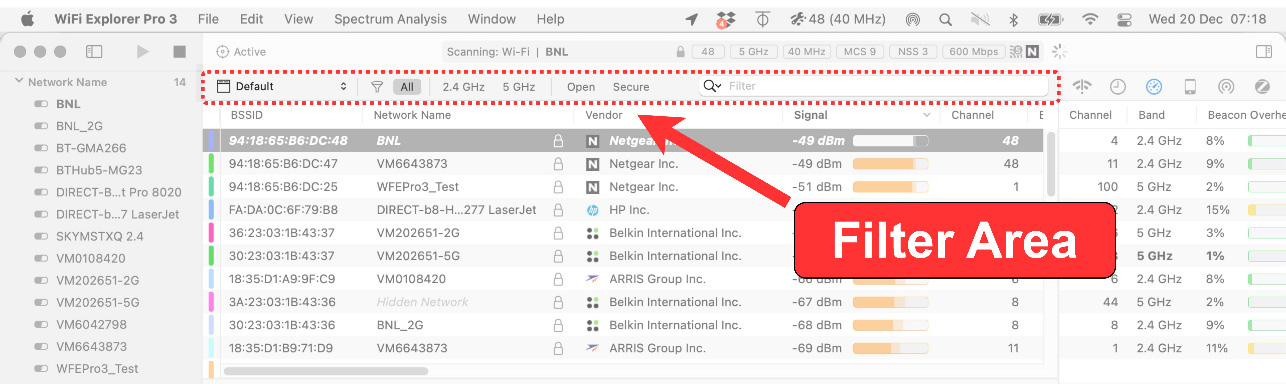 WiFi Explorer Pro 3 File Edit View Spectrum Analysis Window Help 4 48 (40 MHz) Wed 20 Dec 07:18
Active Scanning: Wi-Fi | BNL 48 5 GHz 40 MHz MCS 9 NSS 3 600 Mbps N
Network Name 14
BNL
BNL_2G
BT-GMA266
BTHub5-MG23
DIRECT-B...t Pro 8020
DIRECT-b...7 LaserJet
SKYMSTXQ 2.4
VM0108420
VM202651-2G
VM202651-5G
VM6042798
VM6643873
WFEPro3_Test
Default All 2.4 GHz 5 GHz Open Secure Filter
BSSID Network Name Vendor Signal Channel
94:18:65:B6:DC:48 BNL N Netgear -49 dBm 48
94:18:65:B6:DC:47 VM6643873 N Netgear Inc. -49 dBm 48
94:18:65:B6:DC:25 WFEPro3_Test N Netgear Inc. -51 dBm 1
FA:DA:0C:6F:79:B8 DIRECT-b8-H...277 LaserJet hp HP Inc.
36:23:03:1B:43:37 VM202651-2G Belkin International Inc.
30:23:03:1B:43:37 VM202651-5G Belkin International Inc.
18:35:D1:A9:9F:C9 VM0108420 ARRIS Group Inc. -66 dBm 6
3A:23:03:1B:43:36 Hidden Network Belkin International Inc. -67 dBm 8
30:23:03:1B:43:36 BNL_2G Belkin International Inc. -68 dBm 8
18:35:D1:B9:71:D9 VM6643873 ARRIS Group Inc. -69 dBm 11
Channel Band Beacon Overhe
4 2.4 GHz 8%
11 2.4 GHz 9%
100 5 GHz 2%
2.4 GHz 15%
2.4 GHz 3%
5 GHz 1%
6 2.4 GHz 8%
44 5 GHz 2%
8 2.4 GHz 9%
1 2.4 GHz 11%
Filter Area